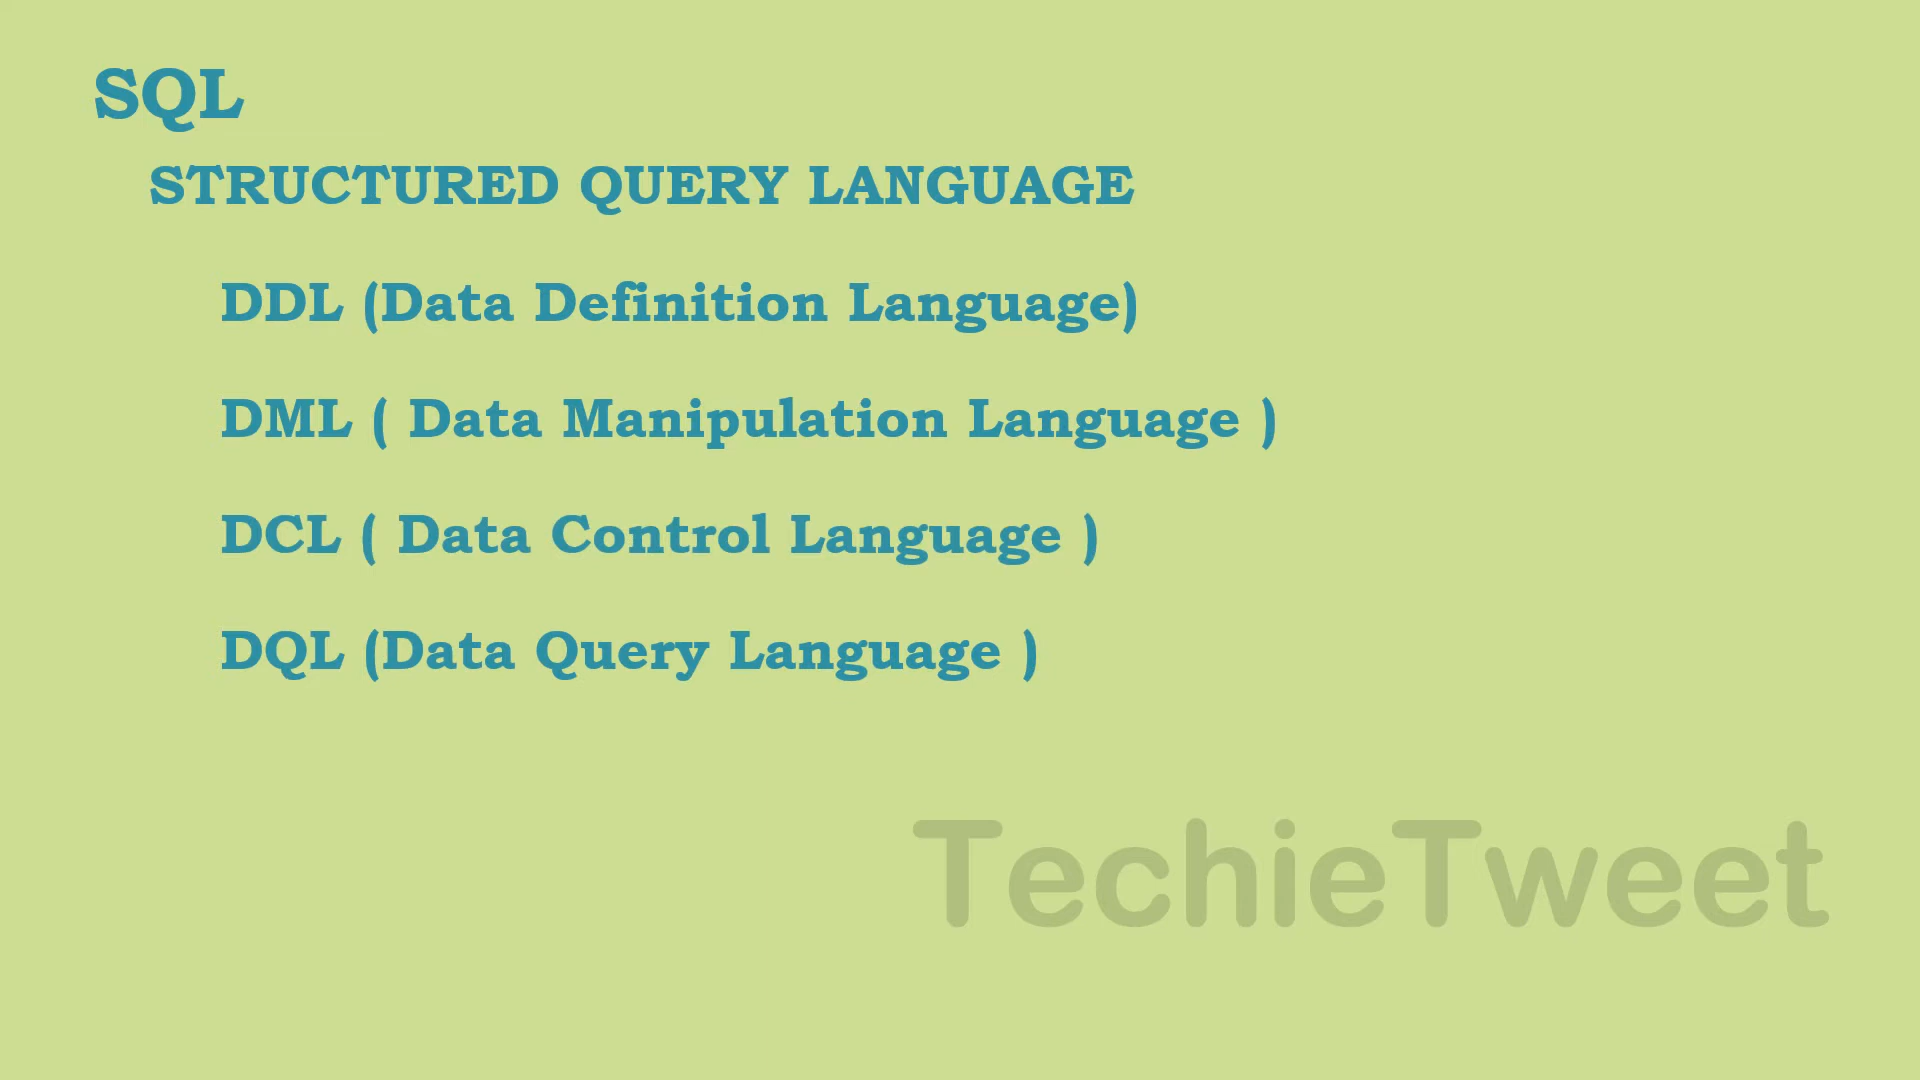 SQL
STRUCTURED QUERY LANGUAGE
DDL (Data Definition Language)
DML ( Data Manipulation Language )
DCL ( Data Control Language )
DQL (Data Query Language )
TechieTweet